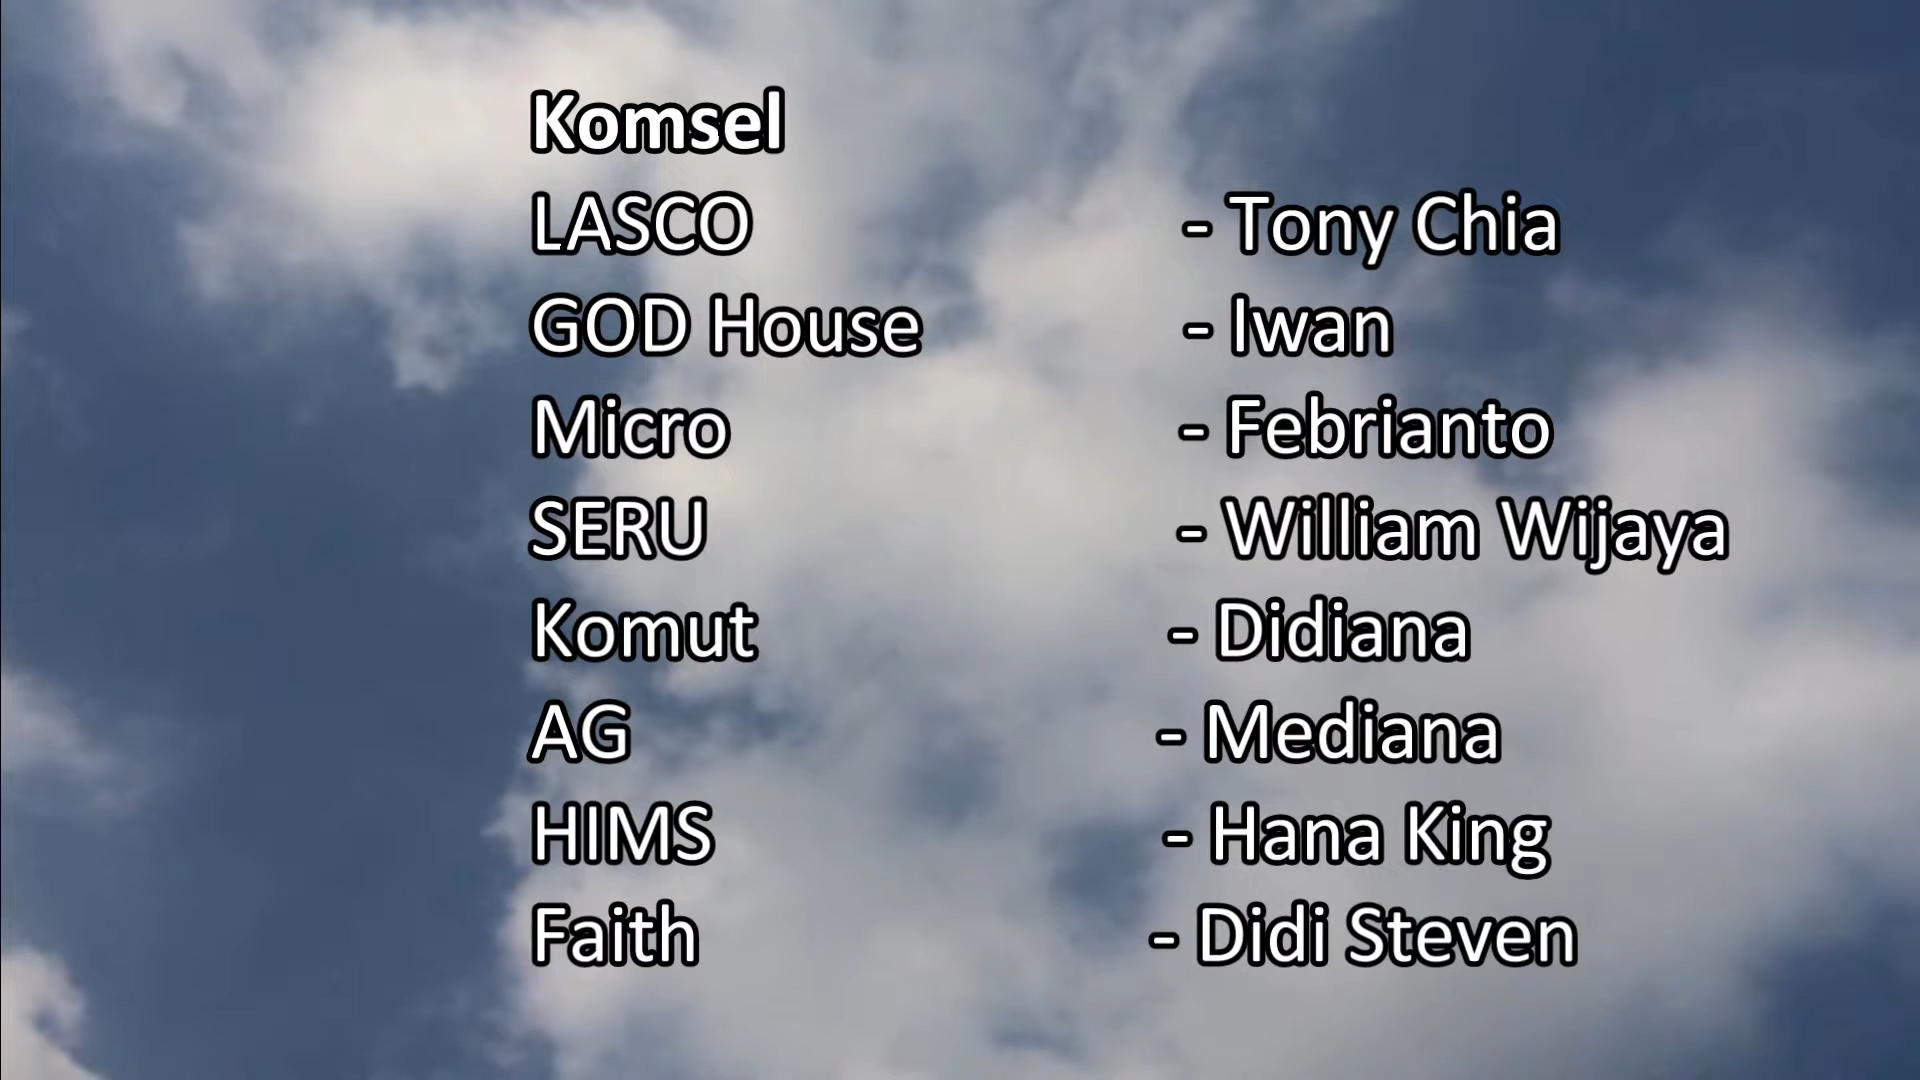 Komsel
LASCO - Tony Chia
GOD House - Iwan
Micro - Febrianto
SERU - William Wijaya
Komut - Didiana
AG - Mediana
HIMS - Hana King
Faith - Didi Steven